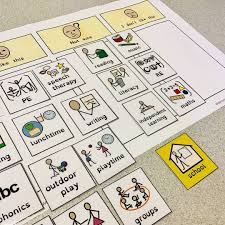 like this
Not sure
I don't like this
speech
therapy
reading
music
PE
literacy
independent
learning
maths
lunchtime
writing
playtime
outdoor
play
school
groups
phonics
abc